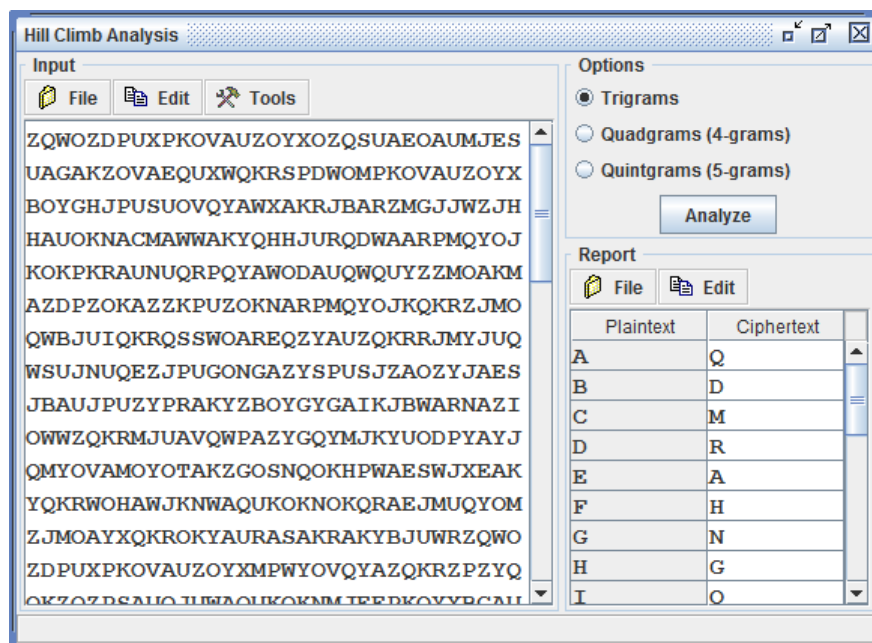 Hill Climb Analysis
Input
File Edit Tools
ZQWOZDPUXPKOVAUZOYXOZQSUAEOAUMJES
UAGAKZOVAEQUXWQKRSPDWOMPKOVAUZOYX
BOYGHJPUSUOVQYAWXAKRJBARZMGJJWZJH
HAUOKNACMAWWAKYQHHJURQDWAARPMQYOJ
KOKPKRAUNUQRPQYAWODAUQWQUYZZMOAKM
AZDPZOKAZZKPUZOKNARPMQYOJKQKRZJMO
QWBJUIQKRQSSWOAREQZYAUZQKRRJMYJUQ
WSUJNUQEZJPUGONGAZYSPUSJZAOZYJAES
JBAUJPUZYPRAKYZBOYGYGAIKJBWARNAZI
OWWZQKRMJUAVQWPAZYGQYMJKYUODPYAYJ
QMYOVAMOYOTAKZGOSNQOKHPWAESWJXEAK
YQKRWOHAWJKNWAQUKOKNOKQRAEJMUQYOM
ZJMOAYXQKROKYAURASAKRAKYBJUWRZQWO
ZDPUXPKOVAUZOYXMPWYOVQYAZQKRZPZYQ
Options
Trigrams
Quadgrams (4-grams)
Quintgrams (5-grams)
Analyze
Report
File Edit
Plaintext Ciphertext
A Q
B D
C M
D R
E A
F H
G N
H G
I O